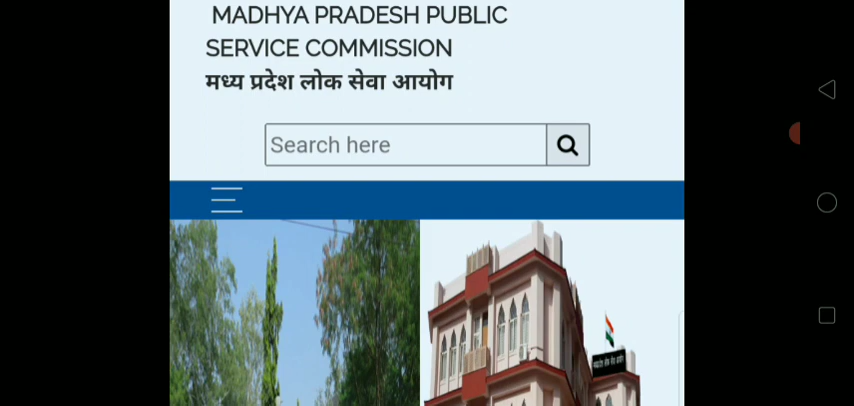 MADHYA PRADESH PUBLIC
SERVICE COMMISSION
मध्य प्रदेश लोक सेवा आयोग
Search here